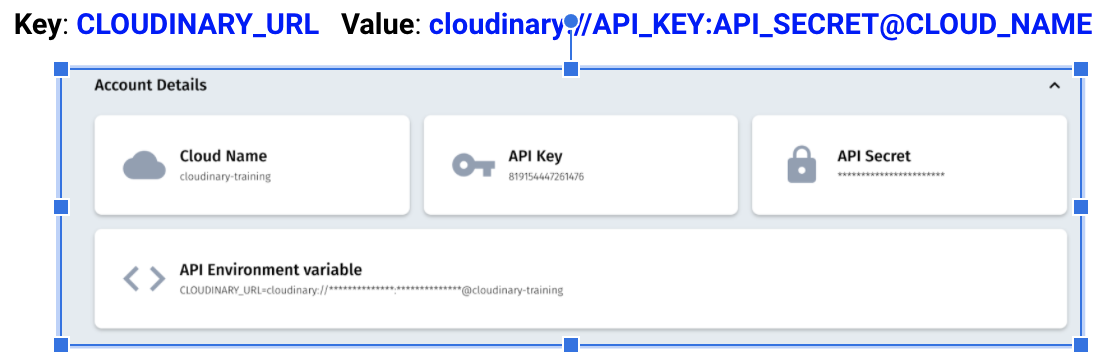 Key: CLOUDINARY_URL Value: cloudinary://API_KEY:API_SECRET@CLOUD_NAME
Account Details
Cloud Name
cloudinary-training
API Key
819154447261476
API Secret
***********************
API Environment variable
CLOUDINARY_URL=cloudinary://**************:**************@cloudinary-training